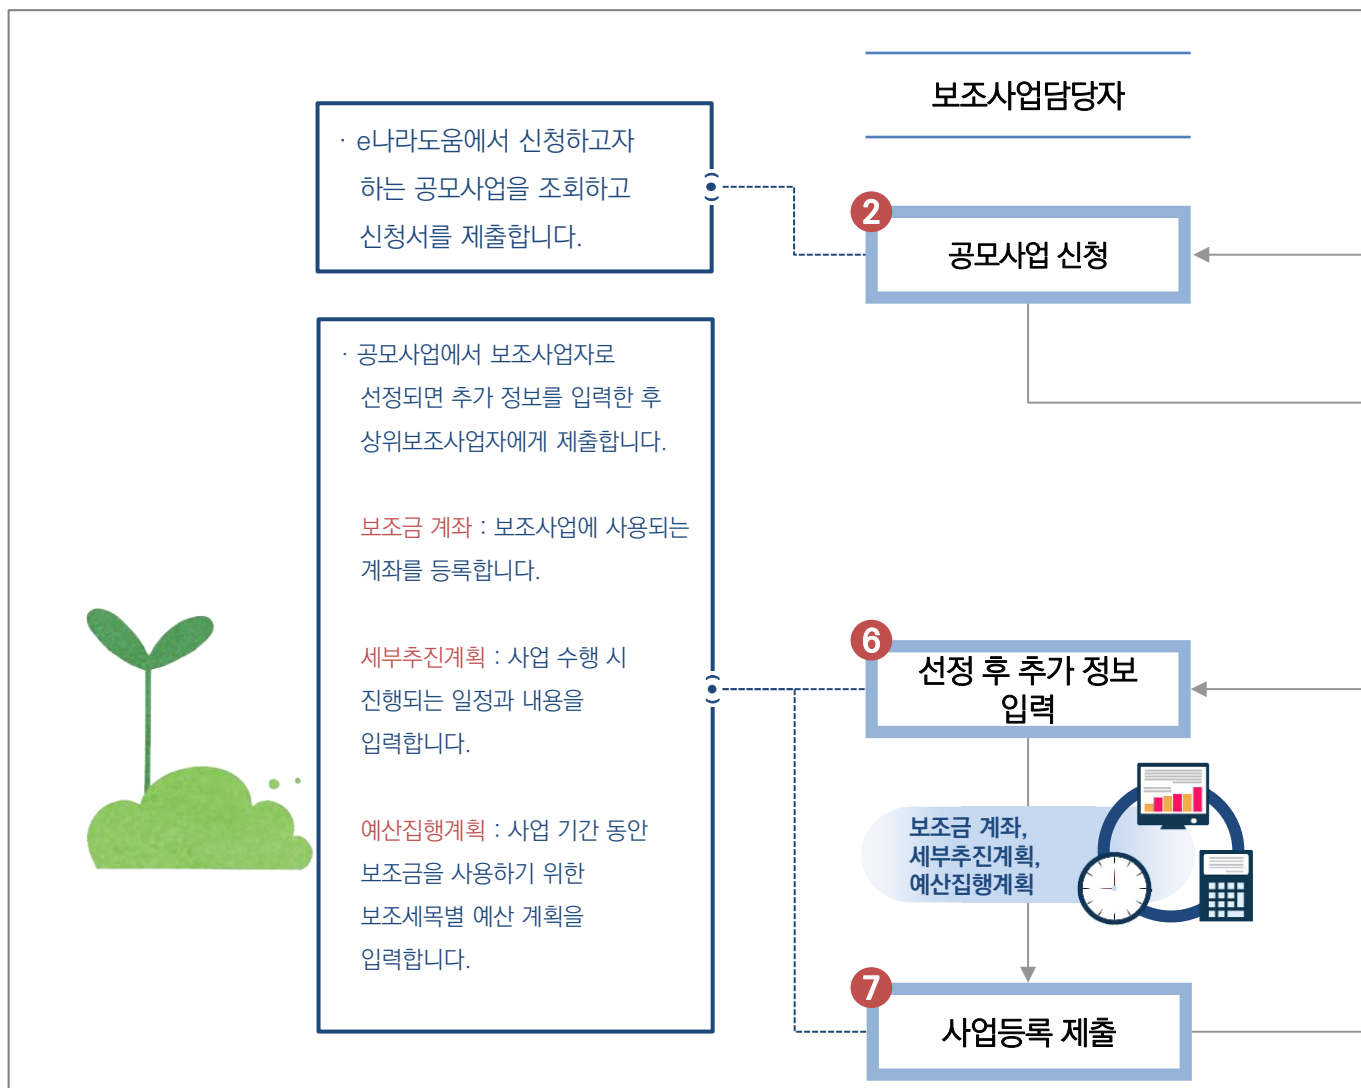 보조사업담당자
· e나라도움에서 신청하고자
하는 공모사업을 조회하고
신청서를 제출합니다.
2
공모사업 신청
· 공모사업에서 보조사업자로
선정되면 추가 정보를 입력한 후
상위보조사업자에게 제출합니다.
보조금 계좌 : 보조사업에 사용되는
계좌를 등록합니다.
세부추진계획 : 사업 수행 시
진행되는 일정과 내용을
입력합니다.
예산집행계획 : 사업 기간 동안
보조금을 사용하기 위한
보조세목별 예산 계획을
입력합니다.
6
선정 후 추가 정보
입력
보조금 계좌,
세부추진계획,
예산집행계획
7
사업등록 제출